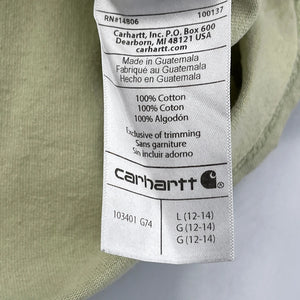 RN#14806 100137
Carhartt, Inc. P.O. Box 600
Dearborn, MI 48121 USA
carhartt.com
Made in Guatemala
Fabriqué au Guatemala
Hecho en Guatemala
100% Cotton
100% Coton
100% Algodón
Exclusive of trimming
Sans garniture
Sin incluir adorno
carhartt
103401 G74
L (12-14)
G (12-14)
G (12-14)